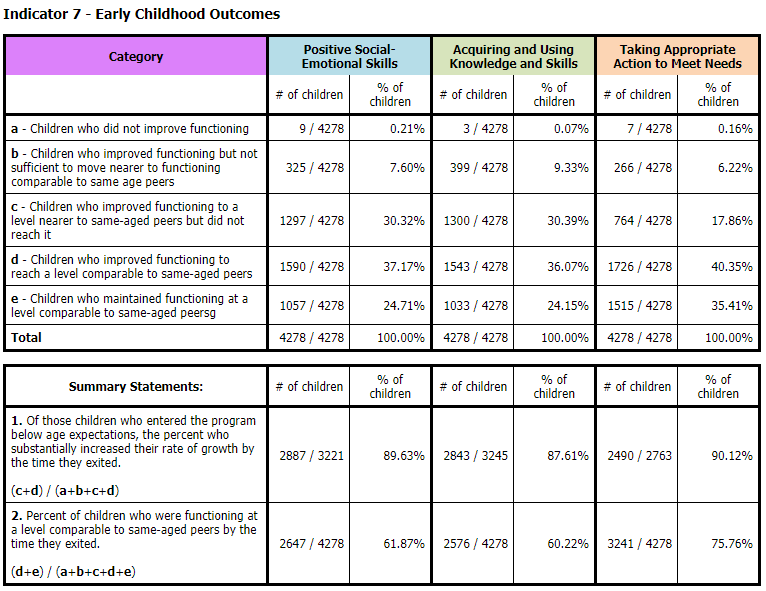 Indicator 7 - Early Childhood Outcomes
Category
Positive Social-
Emotional Skills
Acquiring and Using
Knowledge and Skills
Taking Appropriate
Action to Meet Needs
# of children
% of
children
# of children
% of
children
# of children
% of
children
a - Children who did not improve functioning
9 / 4278
0.21%
3 / 4278
0.07%
7 / 4278
0.16%
b - Children who improved functioning but not
sufficient to move nearer to functioning
comparable to same age peers
325 / 4278
7.60%
399 / 4278
9.33%
266 / 4278
6.22%
c - Children who improved functioning to a
level nearer to same-aged peers but did not
reach it
1297 / 4278
30.32%
1300 / 4278
30.39%
764 / 4278
17.86%
d - Children who improved functioning to
reach a level comparable to same-aged peers
1590 / 4278
37.17%
1543 / 4278
36.07%
1726 / 4278
40.35%
e - Children who maintained functioning at a
level comparable to same-aged peersg
1057 / 4278
24.71%
1033 / 4278
24.15%
1515 / 4278
35.41%
Total
4278 / 4278
100.00%
4278 / 4278
100.00%
4278 / 4278
100.00%
Summary Statements:
# of children
% of
children
# of children
% of
children
# of children
% of
children
1. Of those children who entered the program
below age expectations, the percent who
substantially increased their rate of growth by
the time they exited.
(c+d) / (a+b+c+d)
2887 / 3221
89.63%
2843 / 3245
87.61%
2490 / 2763
90.12%
2. Percent of children who were functioning at
a level comparable to same-aged peers by the
time they exited.
(d+e) / (a+b+c+d+e)
2647 / 4278
61.87%
2576 / 4278
60.22%
3241 / 4278
75.76%